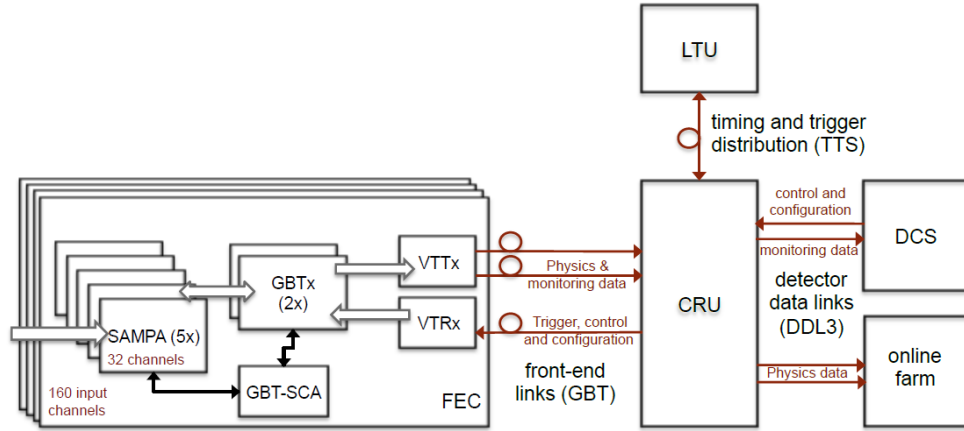 LTU
timing and trigger
distribution (TTS)
control and
configuration
DCS
monitoring data
detector
data links
(DDL3)
CRU
online
farm
Physics data
VTTx
Physics &
monitoring data
GBTx
(2x)
VTRx
Trigger, control
and configuration
front-end
links (GBT)
SAMPA (5x)
32 channels
GBT-SCA
FEC
160 input
channels